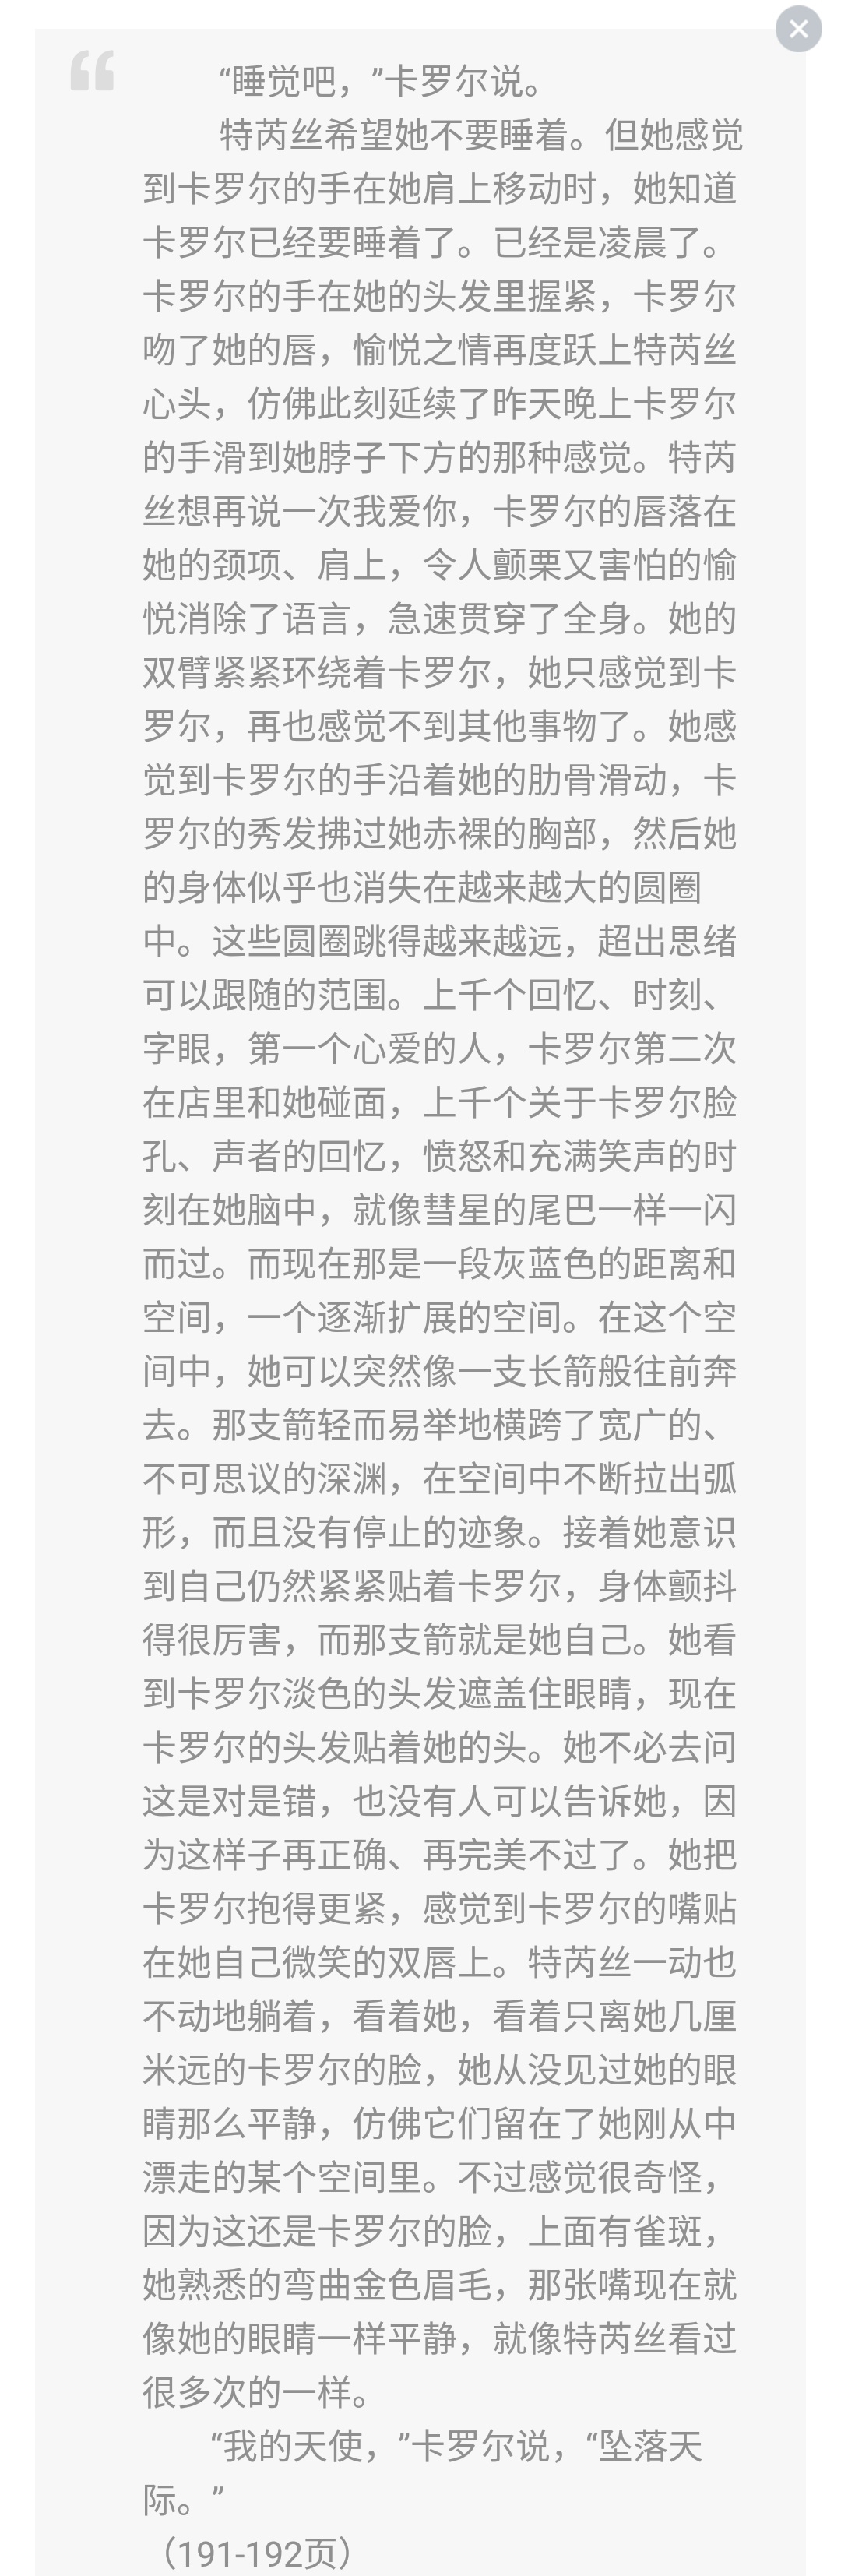 “睡觉吧，”卡罗尔说。
特芮丝希望她不要睡着。但她感觉
到卡罗尔的手在她肩上移动时，她知道
卡罗尔已经要睡着了。已经是凌晨了。
卡罗尔的手在她的头发里握紧，卡罗尔
吻了她的唇，愉悦之情再度跃上特芮丝
心头，仿佛此刻延续了昨天晚上卡罗尔
的手滑到她脖子下方的那种感觉。特芮
丝想再说一次我爱你，卡罗尔的唇落在
她的颈项、肩上，令人颤栗又害怕的愉
悦消除了语言，急速贯穿了全身。她的
双臂紧紧环绕着卡罗尔，她只感觉到卡
罗尔，再也感觉不到其他事物了。她感
觉到卡罗尔的手沿着她的肋骨滑动，卡
罗尔的秀发拂过她赤裸的胸部，然后她
的身体似乎也消失在越来越大的圆圈
中。这些圆圈跳得越来越远，超出思绪
可以跟随的范围。上千个回忆、时刻、
字眼，第一个心爱的人，卡罗尔第二次
在店里和她碰面，上千个关于卡罗尔脸
孔、声者的回忆，愤怒和充满笑声的时
刻在她脑中，就像彗星的尾巴一样一闪
而过。而现在那是一段灰蓝色的距离和
空间，一个逐渐扩展的空间。在这个空
间中，她可以突然像一支长箭般往前奔
去。那支箭轻而易举地横跨了宽广的、
不可思议的深渊，在空间中不断拉出弧
形，而且没有停止的迹象。接着她意识
到自己仍然紧紧贴着卡罗尔，身体颤抖
得很厉害，而那支箭就是她自己。她看
到卡罗尔淡色的头发遮盖住眼睛，现在
卡罗尔的头发贴着她的头。她不必去问
这是对是错，也没有人可以告诉她，因
为这样子再正确、再完美不过了。她把
卡罗尔抱得更紧，感觉到卡罗尔的嘴贴
在她自己微笑的双唇上。特芮丝一动也
不动地躺着，看着她，看着只离她几厘
米远的卡罗尔的脸，她从没见过她的眼
睛那么平静，仿佛它们留在了她刚从中
漂走的某个空间里。不过感觉很奇怪，
因为这还是卡罗尔的脸，上面有雀斑，
她熟悉的弯曲金色眉毛，那张嘴现在就
像她的眼睛一样平静，就像特芮丝看过
很多次的一样。
“我的天使，”卡罗尔说，“坠落天
际。”
（191-192页）